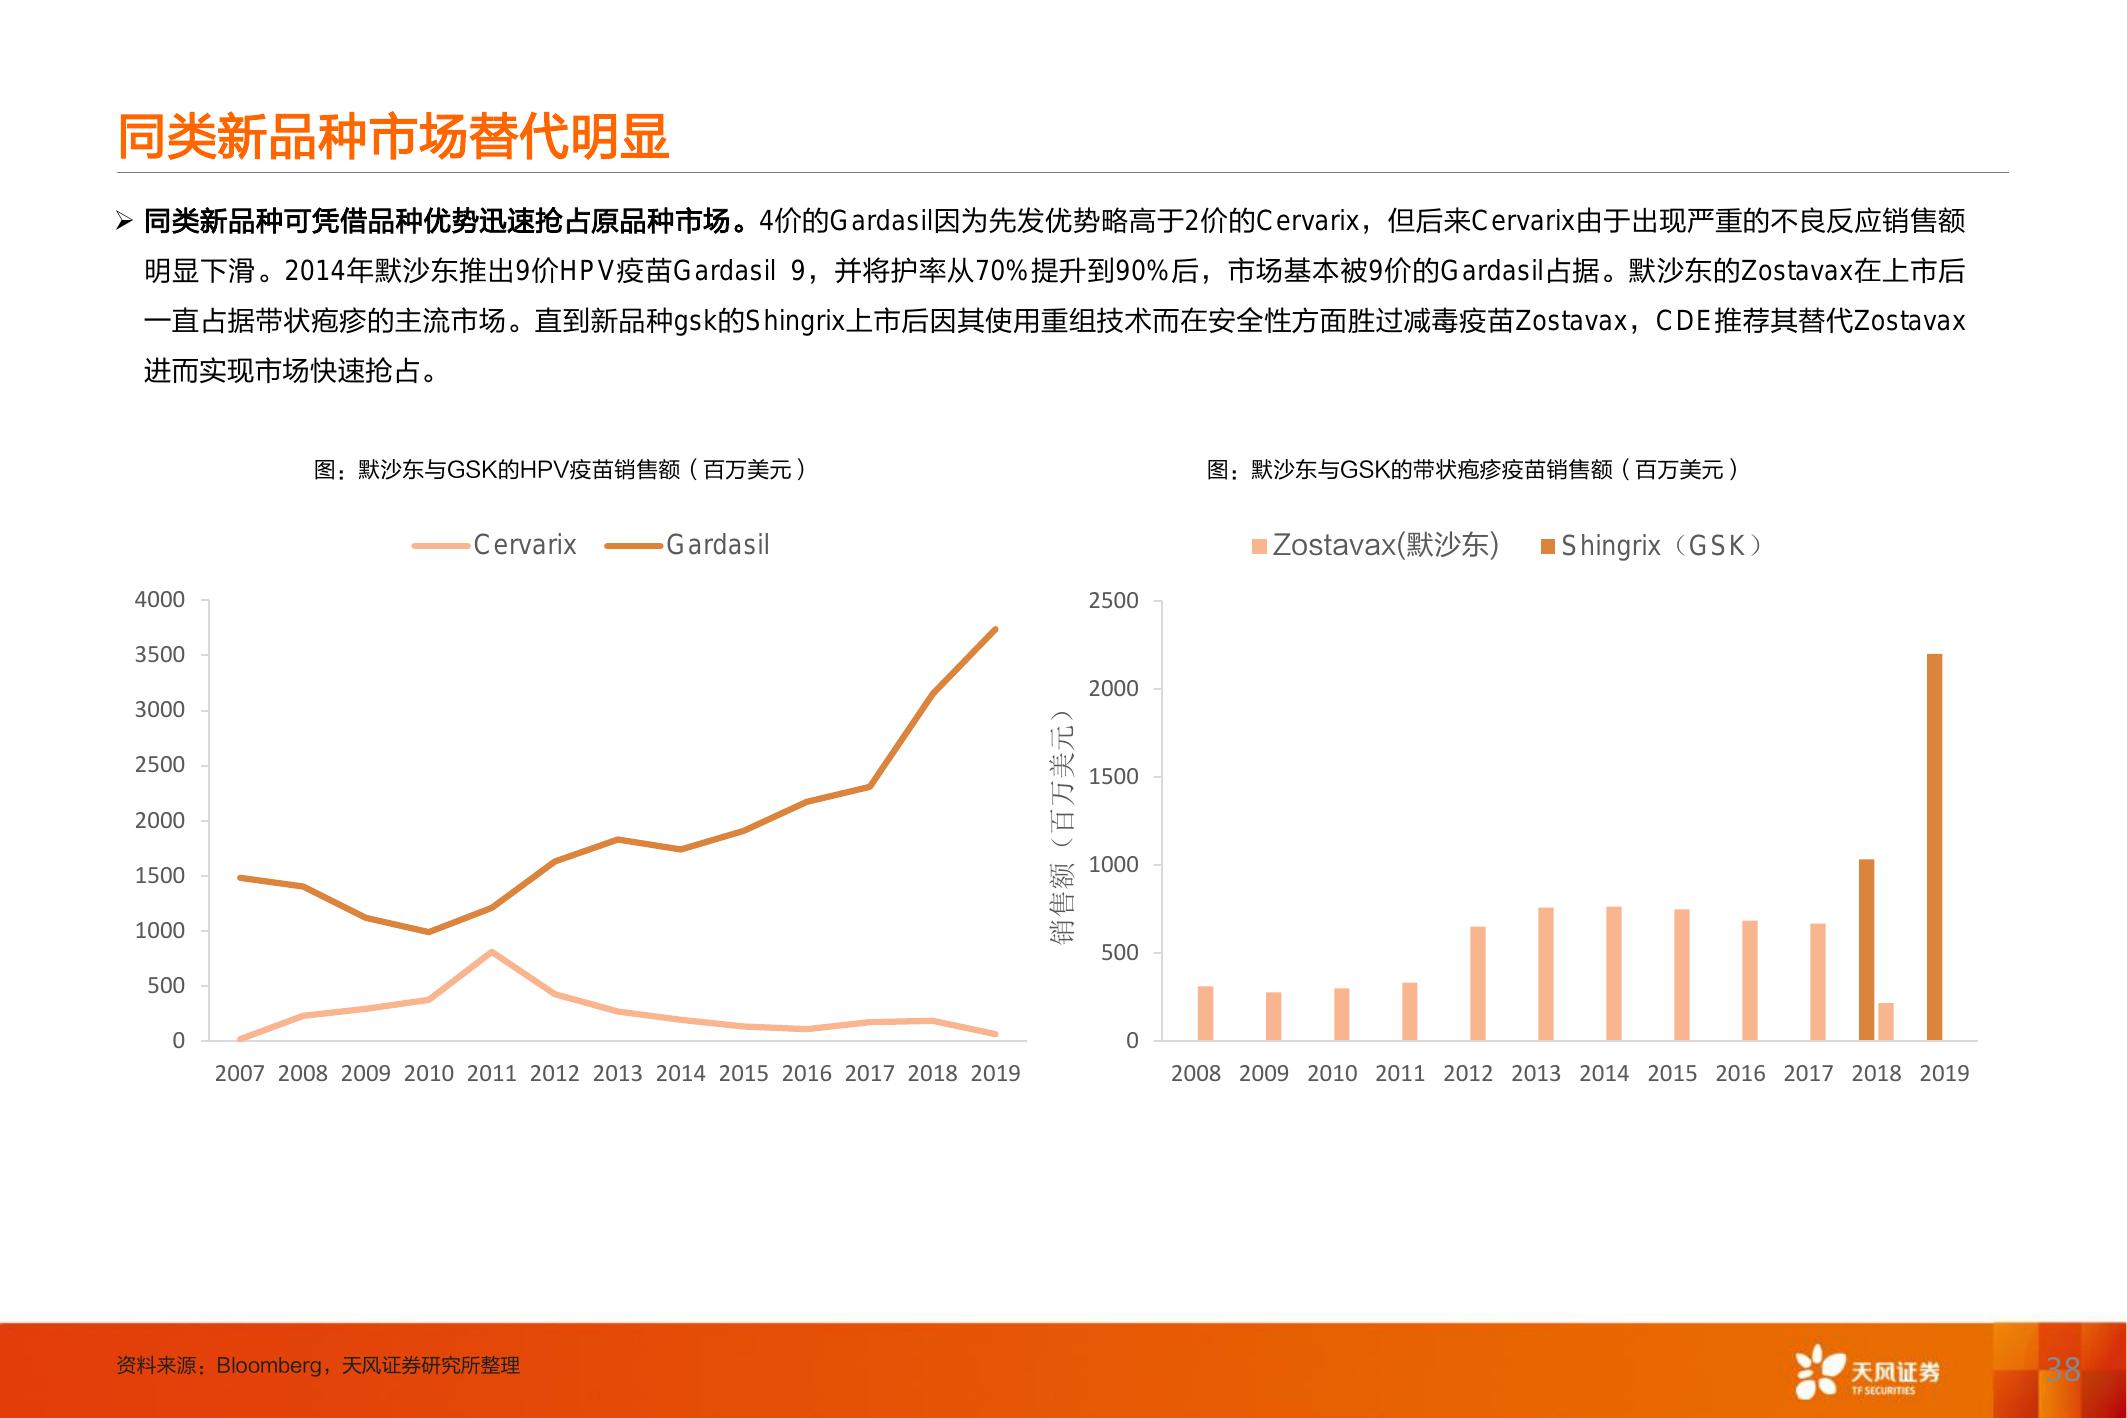 同类新品种市场替代明显
➢ 同类新品种可凭借品种优势迅速抢占原品种市场。4价的Gardasil因为先发优势略高于2价的Cervarix，但后来Cervarix由于出现严重的不良反应销售额
明显下滑。2014年默沙东推出9价HPV疫苗Gardasil 9，并将护率从70%提升到90%后，市场基本被9价的Gardasil占据。默沙东的Zostavax在上市后
一直占据带状疱疹的主流市场。直到新品种gsk的Shingrix上市后因其使用重组技术而在安全性方面胜过减毒疫苗Zostavax，CDE推荐其替代Zostavax
进而实现市场快速抢占。
图：默沙东与GSK的HPV疫苗销售额（百万美元）
Cervarix Gardasil
4000
3500
3000
2500
2000
1500
1000
500
0
2007 2008 2009 2010 2011 2012 2013 2014 2015 2016 2017 2018 2019
图：默沙东与GSK的带状疱疹疫苗销售额（百万美元）
Zostavax(默沙东) Shingrix（GSK）
销售额（百万美元）
2500
2000
1500
1000
500
0
2008 2009 2010 2011 2012 2013 2014 2015 2016 2017 2018 2019
资料来源：Bloomberg，天风证券研究所整理
天风证券
TF SECURITIES
38